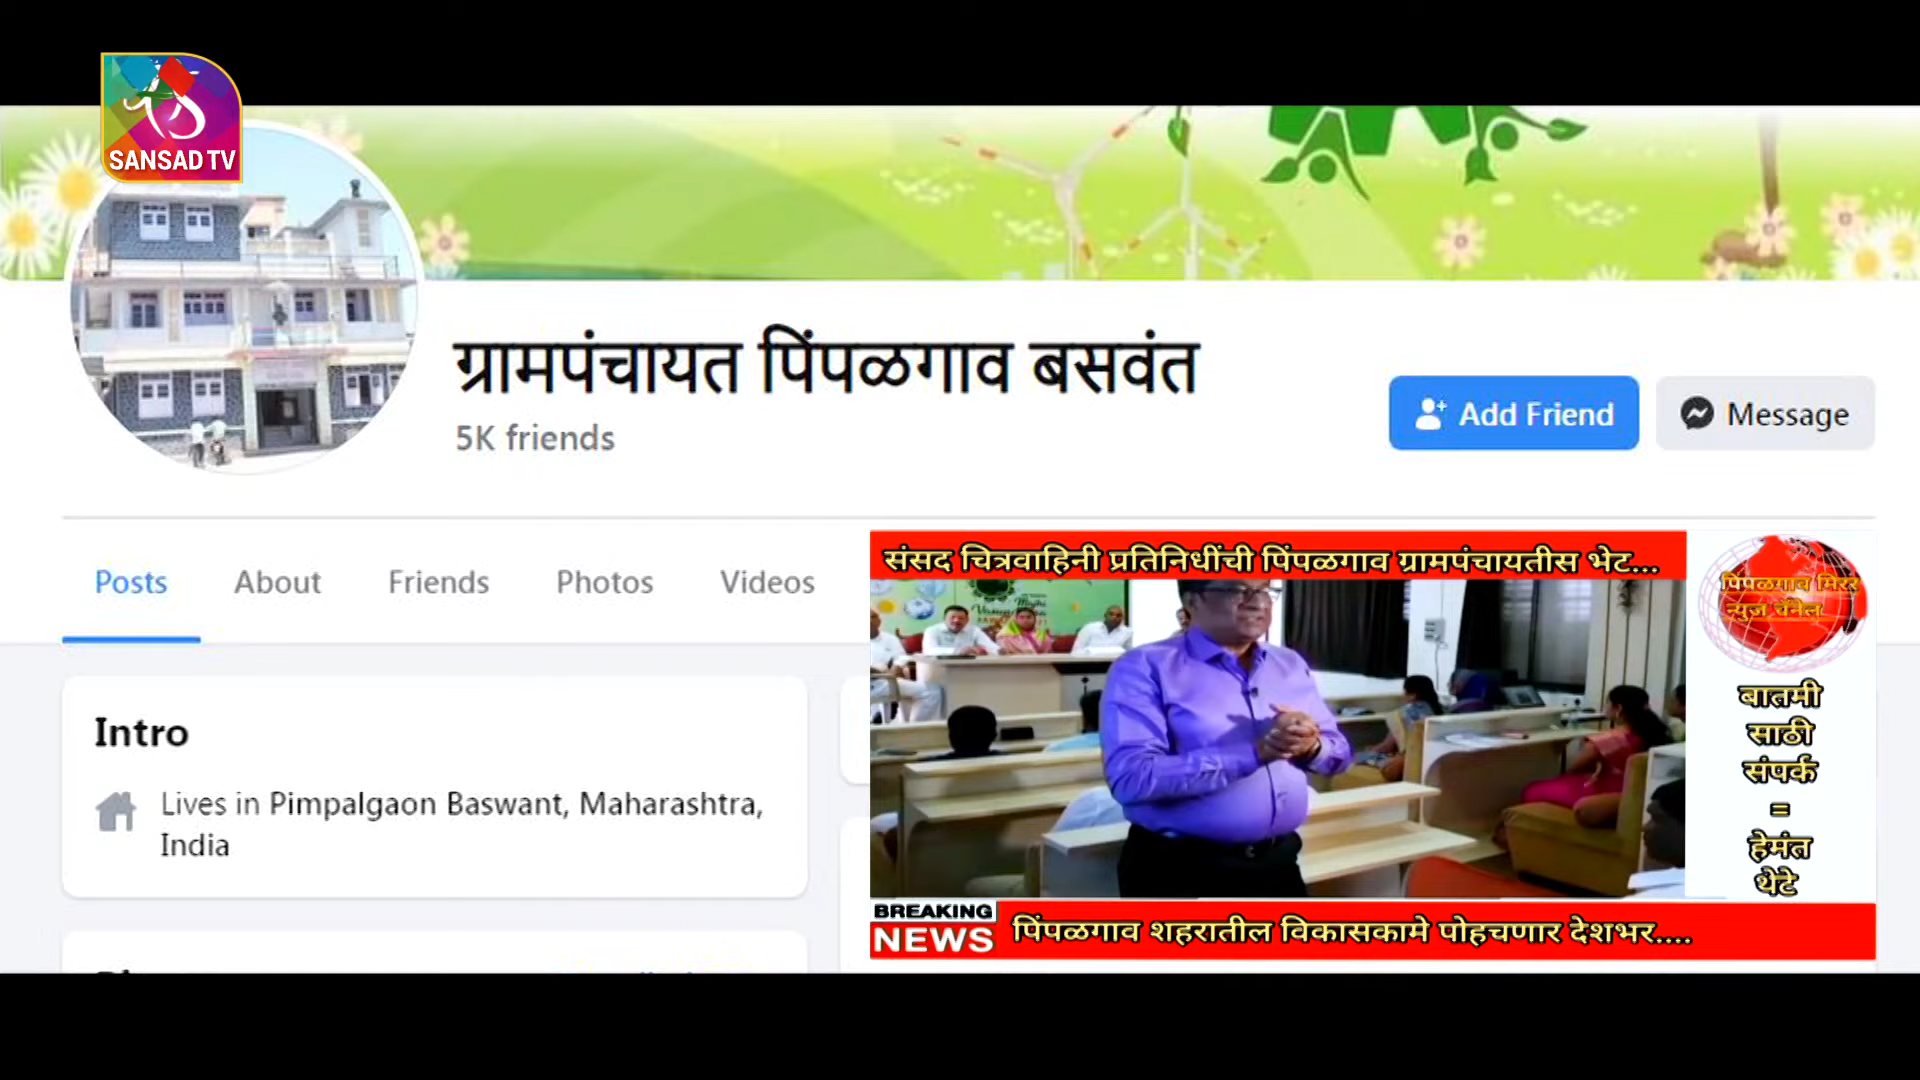 SANSAD TV
ग्रामपंचायत पिंपळगाव बसवंत
5K friends
Add Friend
Message
Posts
About
Friends
Photos
Videos
Intro
Lives in Pimpalgaon Baswant, Maharashtra,
India
संसद चित्रवाहिनी प्रतिनिधींची पिंपळगाव ग्रामपंचायतीस भेट...
पिंपळगाव मिरर
न्युज चॅनेल
बातमी
साठी
संपर्क
=
हेमंत
थेटे
BREAKING
NEWS
पिंपळगाव शहरातील विकासकामे पोहचणार देशभर....